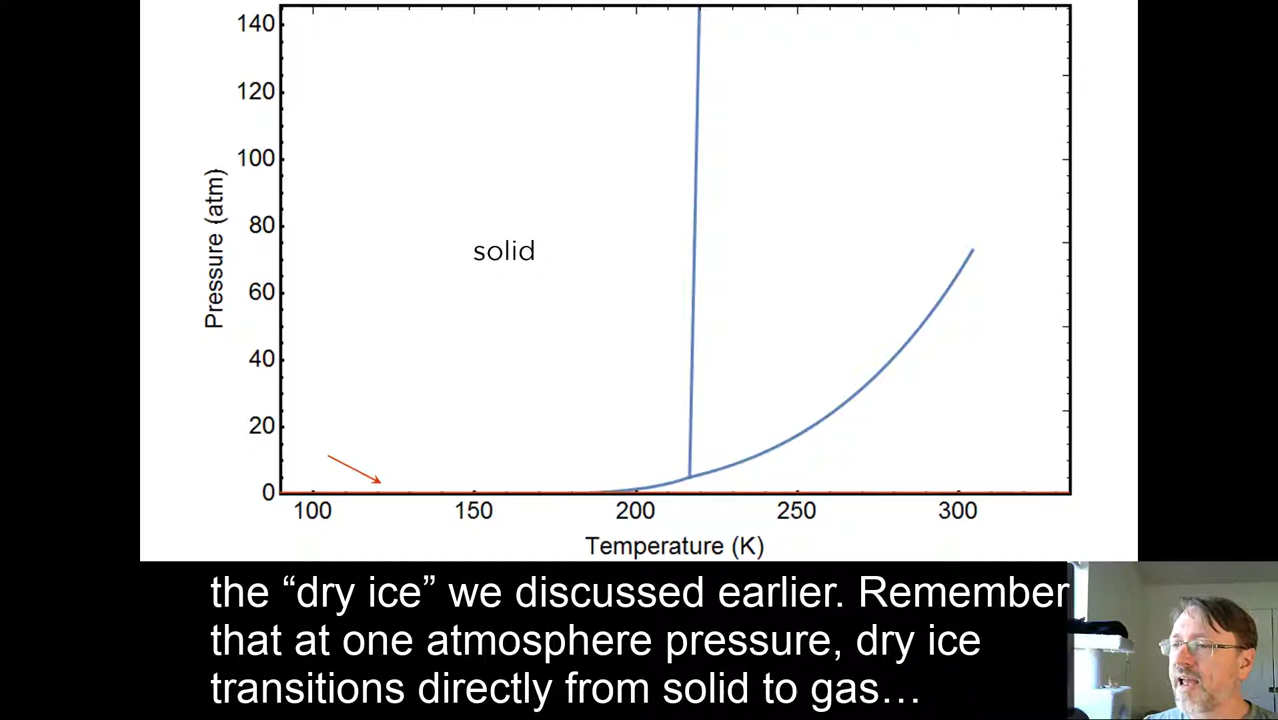 140
120
100
80
60
40
20
0
Pressure (atm)
solid
100 150 200 250 300
Temperature (K)
the “dry ice” we discussed earlier. Remember
that at one atmosphere pressure, dry ice
transitions directly from solid to gas…